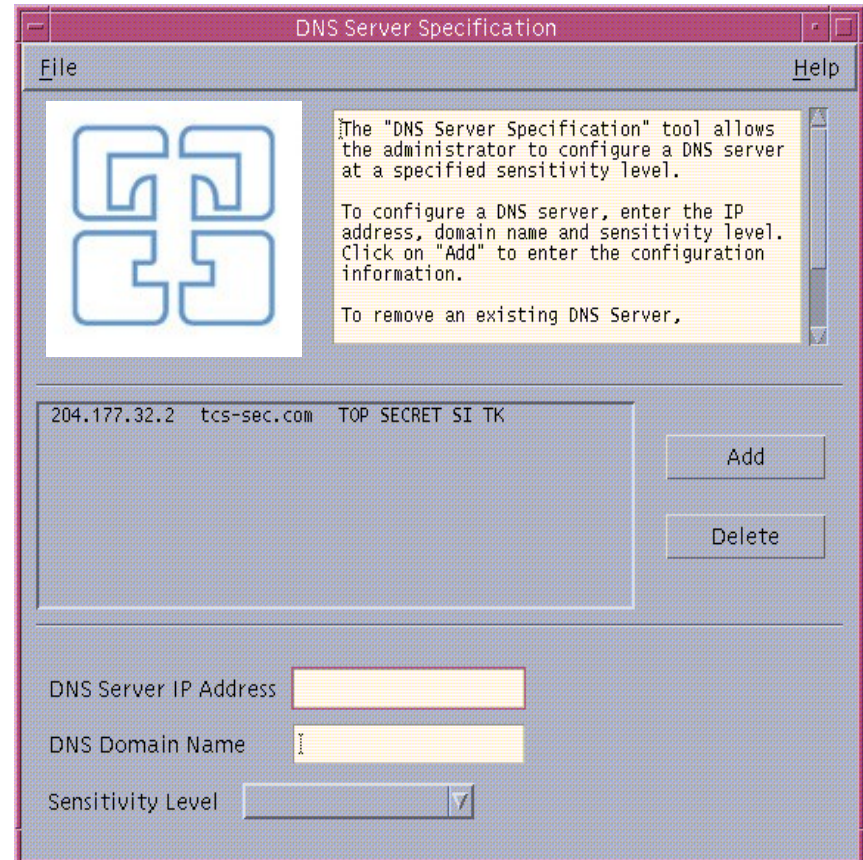 DNS Server Specification
File Help
The "DNS Server Specification" tool allows
the administrator to configure a DNS server
at a specified sensitivity level.
To configure a DNS server, enter the IP
address, domain name and sensitivity level.
Click on "Add" to enter the configuration
information.
To remove an existing DNS Server,
204.177.32.2 tcs-sec.com TOP SECRET SI TK
Add
Delete
DNS Server IP Address
DNS Domain Name
Sensitivity Level